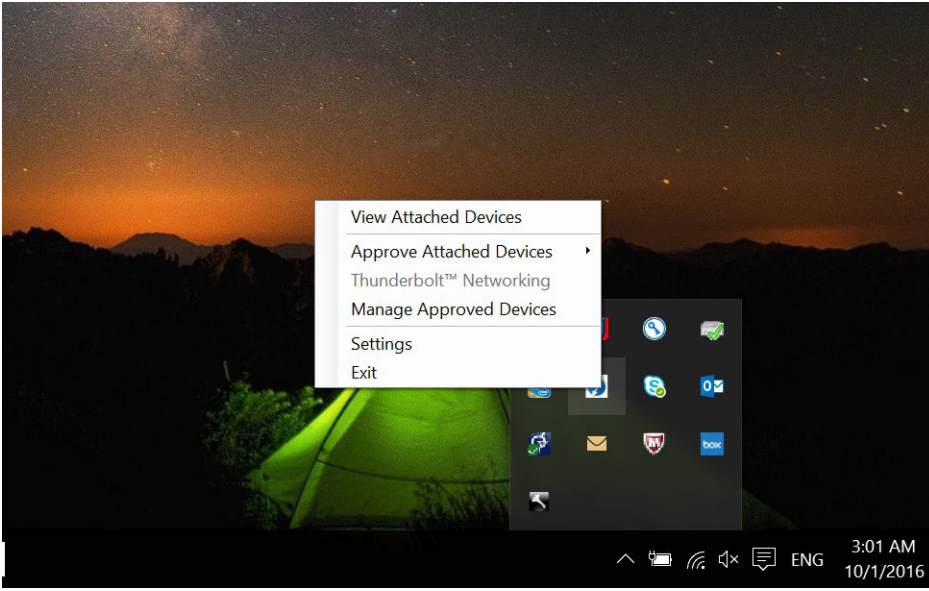 View Attached Devices
Approve Attached Devices
Thunderbolt™ Networking
Manage Approved Devices
Settings
Exit
box
ENG
3:01 AM
10/1/2016